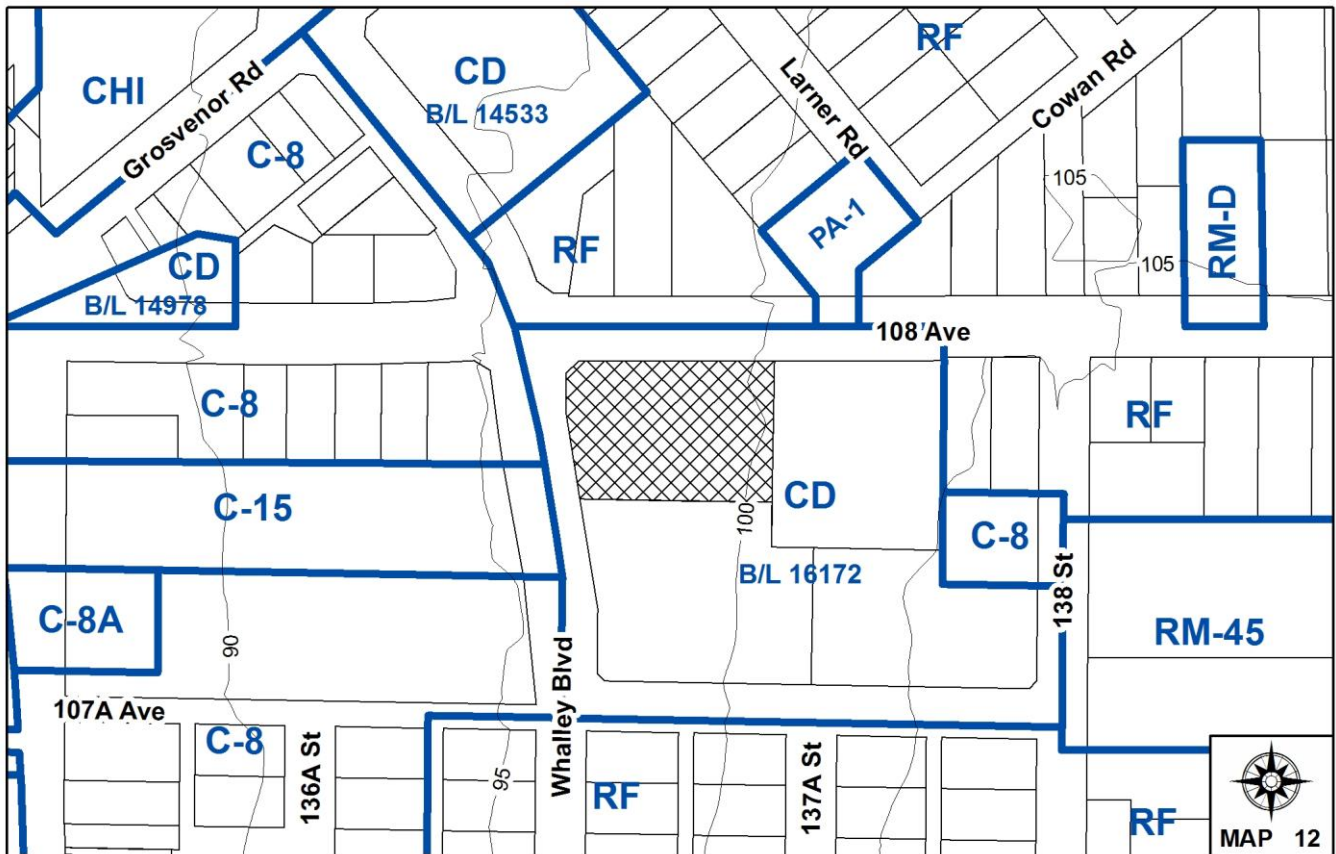 RF
CD
CHI
Grosvenor Rd
B/L 14533
Larner Rd
Cowan Rd
C-8
105
RM-D
PA-1
RF
CD
105
B/L 14978
108 Ave
C-8
RF
CD
C-15
100
C-8
B/L 16172
138 St
C-8A
90
RM-45
Whalley Blvd
107A Ave
C-8
136A St
95
RF
137A St
RF
MAP 12